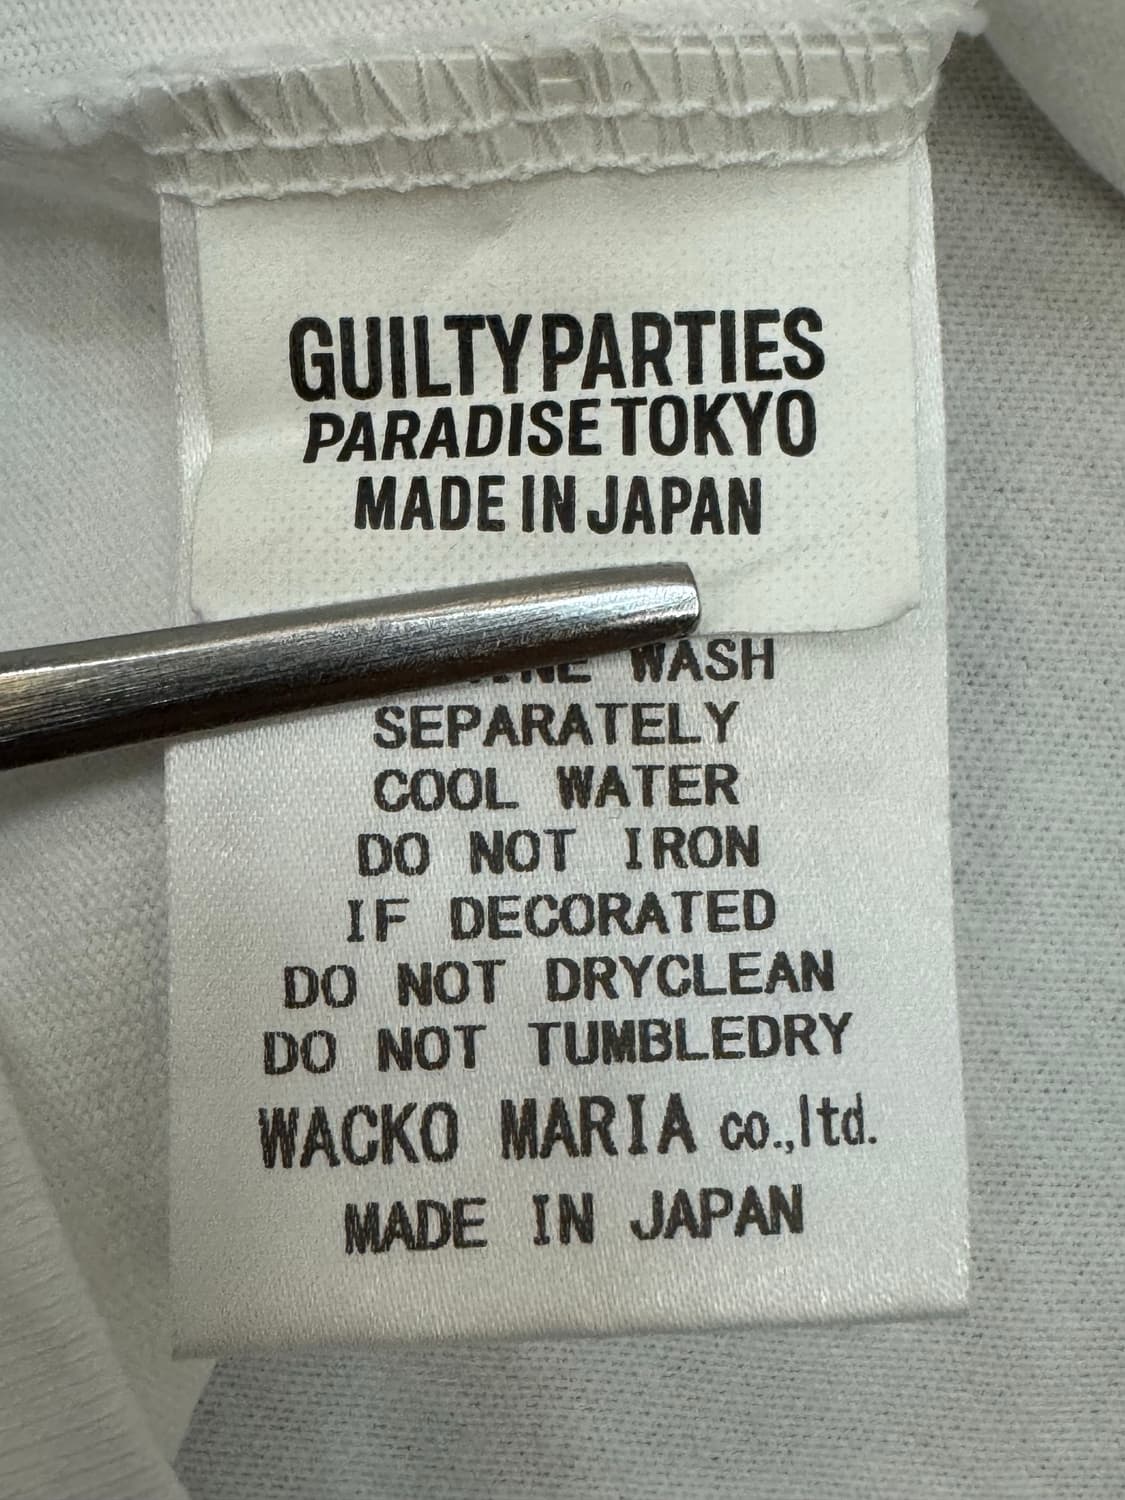 GUILTY PARTIES
PARADISE TOKYO
MADE IN JAPAN
WASH
SEPARATELY
COOL WATER
DO NOT IRON
IF DECORATED
DO NOT DRYCLEAN
DO NOT TUMBLEDRY
WACKO MARIA co.,ltd.
MADE IN JAPAN